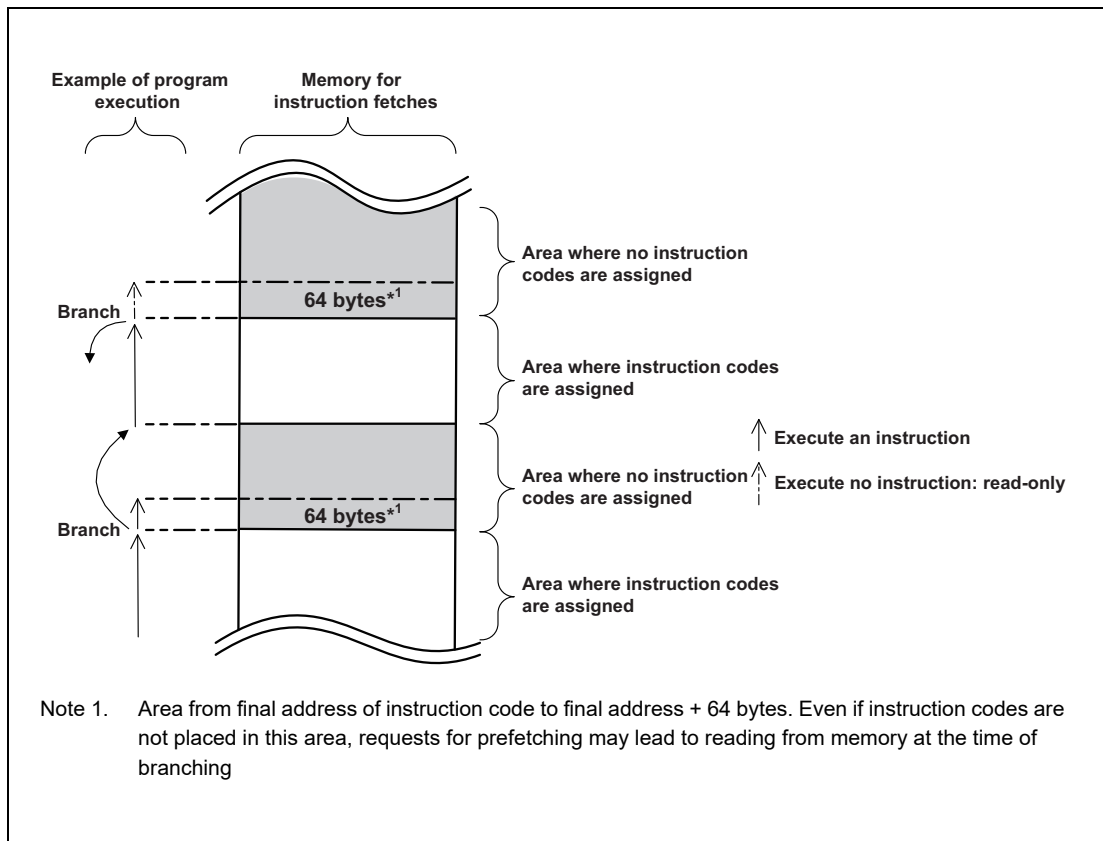 Example of program
execution
Memory for
instruction fetches
Area where no instruction
codes are assigned
64 bytes*1
Branch
Area where instruction codes
are assigned
Execute an instruction
Area where no instruction
codes are assigned
Execute no instruction: read-only
64 bytes*1
Branch
Area where instruction codes
are assigned
Note 1. Area from final address of instruction code to final address + 64 bytes. Even if instruction codes are
not placed in this area, requests for prefetching may lead to reading from memory at the time of
branching